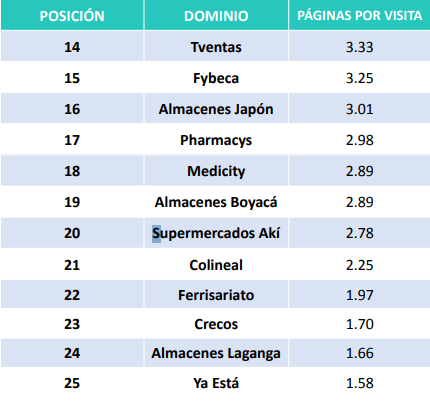 POSICIÓN DOMINIO PÁGINAS POR VISITA
14 Tventas 3.33
15 Fybeca 3.25
16 Almacenes Japón 3.01
17 Pharmacys 2.98
18 Medicity 2.89
19 Almacenes Boyacá 2.89
20 Supermercados Akí 2.78
21 Colineal 2.25
22 Ferrisariato 1.97
23 Crecos 1.70
24 Almacenes Laganga 1.66
25 Ya Está 1.58